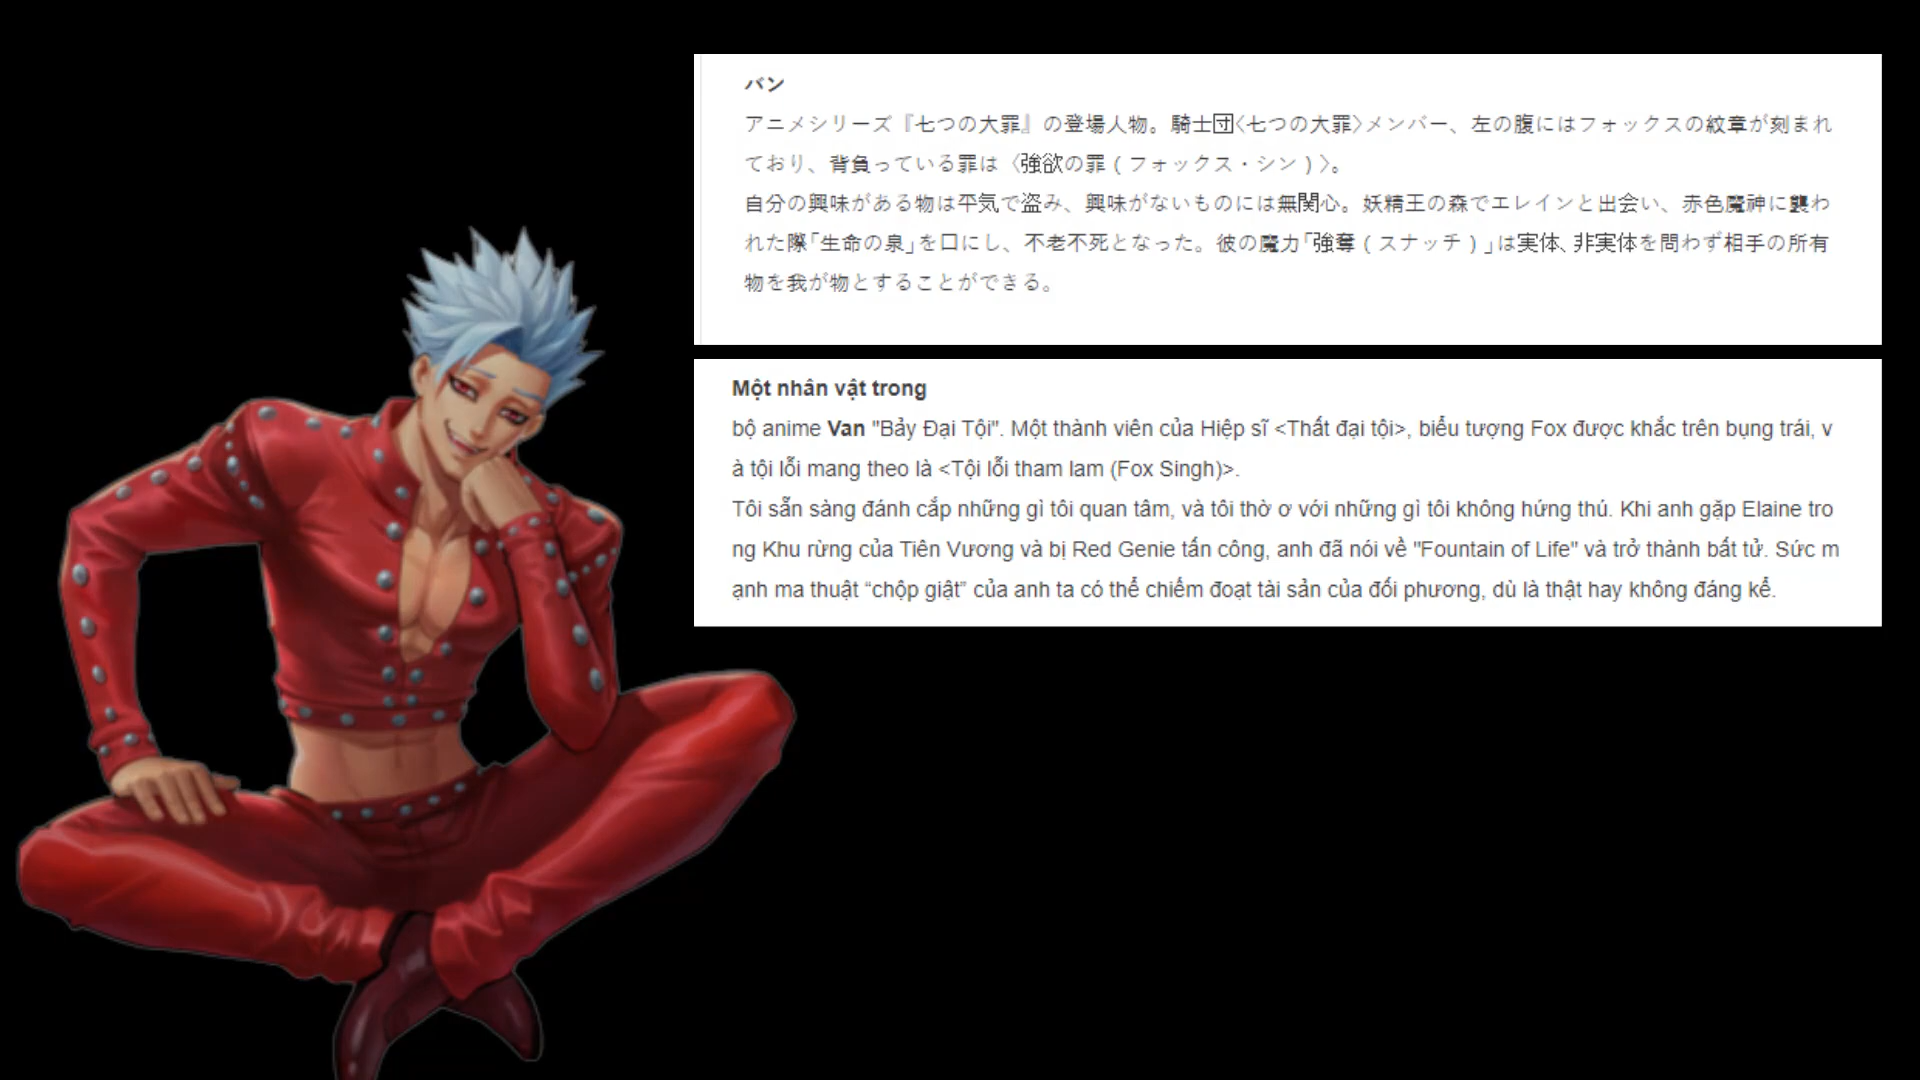 バン
アニメシリーズ『七つの大罪』の登場人物。騎士団〈七つの大罪〉メンバー、左の腹にはフォックスの紋章が刻まれ
ており、背負っている罪は〈強欲の罪(フォックス・シン)〉。
自分の興味がある物は平気で盗み、興味がないものには無関心。妖精王の森でエレインと出会い、赤色魔神に襲わ
れた際「生命の泉」を口にし、不老不死となった。彼の魔力「強奪(スナッチ)」は実体、非実体を問わず相手の所有
物を我が物とすることができる。
Một nhân vật trong
bộ anime Van "Bảy Đại Tội". Một thành viên của Hiệp sĩ <Thất đại tội>, biểu tượng Fox được khắc trên bụng trái, v
à tội lỗi mang theo là <Tội lỗi tham lam (Fox Singh)>.
Tôi sẵn sàng đánh cắp những gì tôi quan tâm, và tôi thờ ơ với những gì tôi không hứng thú. Khi anh gặp Elaine tro
ng Khu rừng của Tiên Vương và bị Red Genie tấn công, anh đã nói về "Fountain of Life" và trở thành bất tử. Sức m
ạnh ma thuật “chộp giật” của anh ta có thể chiếm đoạt tài sản của đối phương, dù là thật hay không đáng kể.